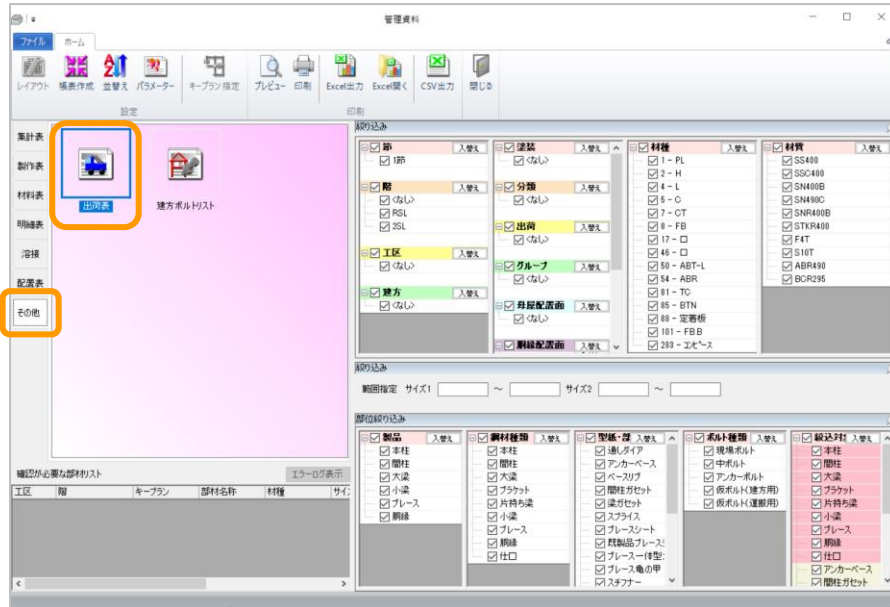 管理資料
ファイル ホーム
レイアウト 帳表作成 並替え パラメーター キープラン指定 プレビュー 印刷 Excel出力 Excel開く CSV出力 閉じる
設定 印刷
集計表
製作表
材料表
明細表
溶接
配置表
その他
出荷表 建方ボルトリスト
確認が必要な部材リスト エラーログ表示
工区 階 キープラン 部材名称 材種 サイズ
絞り込み
節 入替え
1節
階 入替え
<なし>
RSL
2SL
工区 入替え
<なし>
建方 入替え
<なし>
塗装 入替え
<なし>
分類 入替え
<なし>
出荷 入替え
<なし>
グループ 入替え
<なし>
母屋配置面 入替え
<なし>
胴縁配置面 入替え
材種 入替え
1 - PL
2 - H
4 - L
5 - C
7 - CT
8 - FB
17 - □
46 - □
50 - ABT-L
54 - ABR
81 - TC
85 - BTN
88 - 定着板
101 - FB.B
203 - エレピース
材質 入替え
SS400
SSC400
SN400B
SN490C
SNR400B
STKR400
F4T
S10T
ABR490
BCR295
絞り込み
範囲指定 サイズ1 ～ サイズ2 ～
部位絞り込み
製品 入替え
本柱
間柱
大梁
小梁
ブレース
胴縁
鋼材種類 入替え
本柱
間柱
大梁
ブラケット
片持ち梁
小梁
ブレース
胴縁
仕口
型紙・部 入替え
通しダイア
アンカーベース
ベースリブ
間柱ガセット
梁ガセット
スプライス
ブレースシート
既製品ブレース
ブレース一体型
ブレース亀の甲
スチフナー
ボルト種類 入替え
現場ボルト
中ボルト
アンカーボルト
仮ボルト(建方用)
仮ボルト(運搬用)
絞込対 入替え
本柱
間柱
大梁
ブラケット
片持ち梁
小梁
ブレース
胴縁
仕口
アンカーベース
間柱ガセット